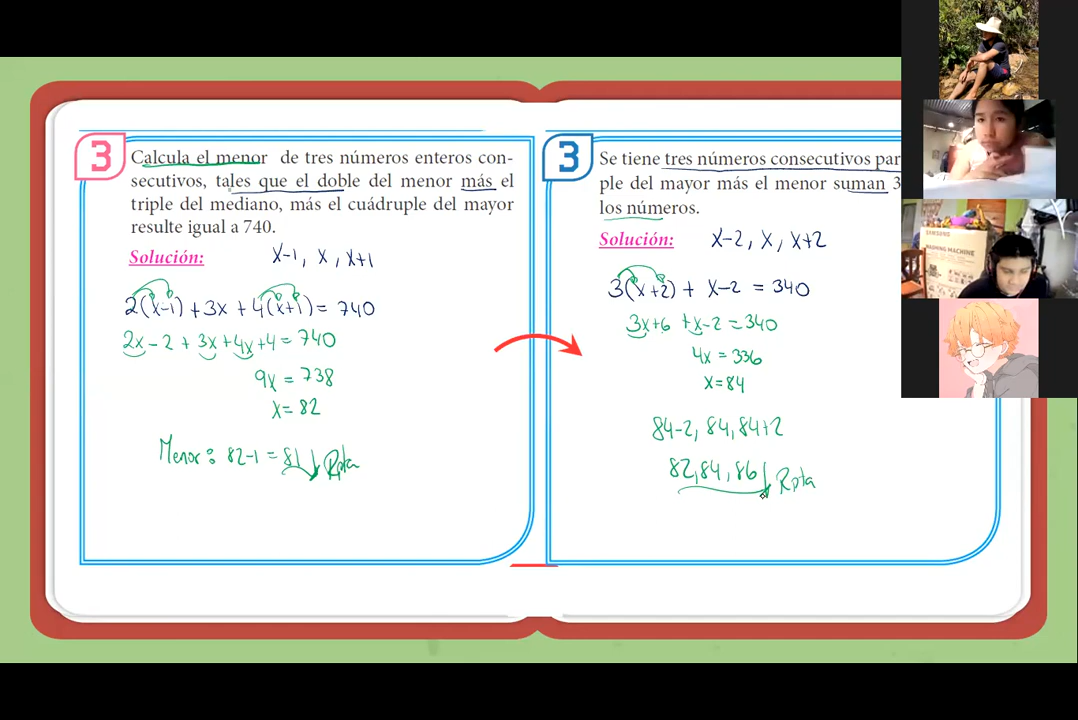 3
Calcula el menor de tres números enteros con-
secutivos, tales que el doble del menor más el
triple del mediano, más el cuádruple del mayor
resulte igual a 740.
Solución:
x-1, x, x+1
2(x-1)+3x+4(x+1)=740
2x-2+3x+4x+4=740
9x=738
x=82
Menor: 82-1=81 Rpta
3
Se tiene tres números consecutivos par
ple del mayor más el menor suman 3
los números.
Solución:
x-2, x, x+2
3(x+2)+x-2=340
3x+6+x-2=340
4x=336
x=84
84-2, 84, 84+2
82, 84, 86 Rpta
SAMSUNG
WASHING MACHINE